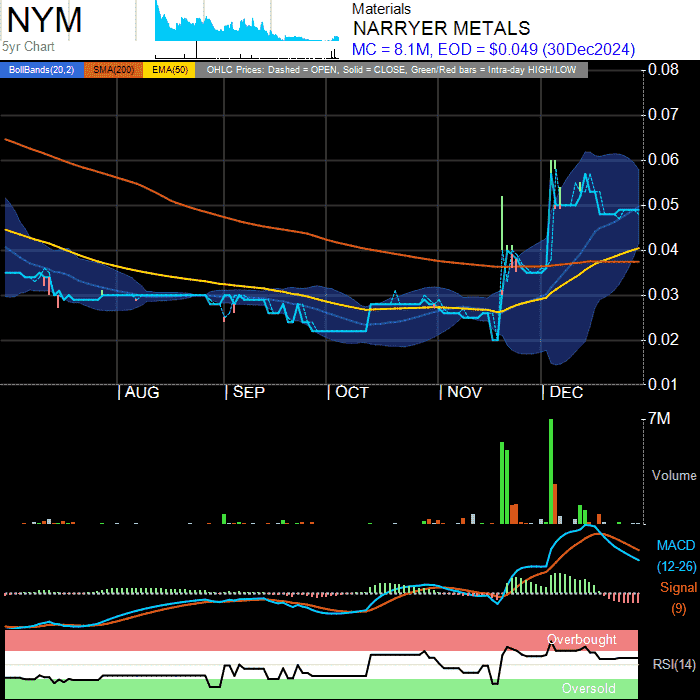 NYM
5yr Chart
Materials
NARRYER METALS
MC = 8.1M, EOD = $0.049 (30Dec2024)
BollBands(20,2) SMA(200) EMA(50) OHLC Prices: Dashed = OPEN, Solid = CLOSE, Green/Red bars = Intra-day HIGH/LOW
0.08
0.07
0.06
0.05
0.04
0.03
0.02
0.01
AUG SEP OCT NOV DEC
7M
Volume
MACD
(12-26)
Signal
(9)
Overbought
RSI(14)
Oversold